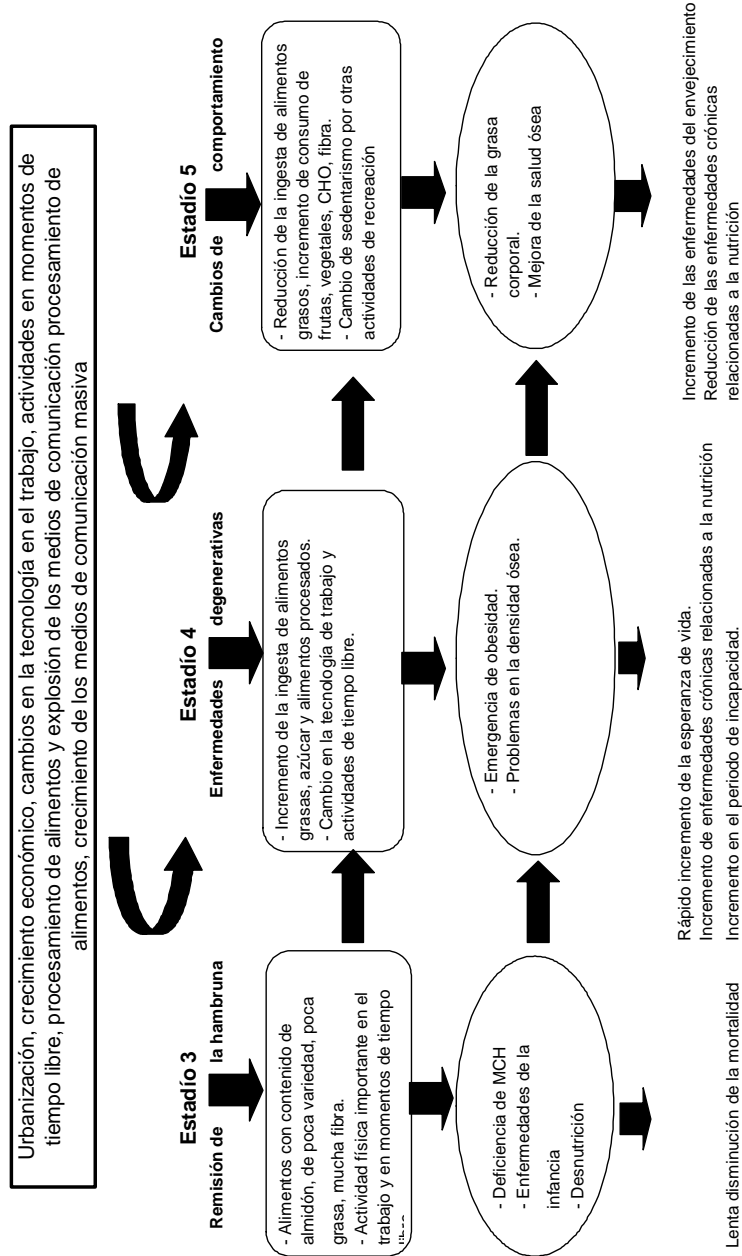 Urbanización, crecimiento económico, cambios en la tecnología en el trabajo, actividades en momentos de
tiempo libre, procesamiento de alimentos y explosión de los medios de comunicación procesamiento de
alimentos, crecimiento de los medios de comunicación masiva
Estadío 3
Remisión de la hambruna
- Alimentos con contenido de
almidón, de poca variedad, poca
grasa, mucha fibra.
- Actividad física importante en el
trabajo y en momentos de tiempo
libre
- Deficiencia de MCH
- Enfermedades de la
infancia
- Desnutrición
Lenta disminución de la mortalidad
Estadío 4
Enfermedades degenerativas
- Incremento de la ingesta de alimentos
grasas, azúcar y alimentos procesados.
- Cambio en la tecnología de trabajo y
actividades de tiempo libre.
- Emergencia de obesidad.
- Problemas en la densidad ósea.
Rápido incremento de la esperanza de vida.
Incremento de enfermedades crónicas relacionadas a la nutrición
Incremento en el periodo de incapacidad.
Estadío 5
Cambios de comportamiento
- Reducción de la ingesta de alimentos
grasos, incremento de consumo de
frutas, vegetales, CHO, fibra.
- Cambio de sedentarismo por otras
actividades de recreación
- Reducción de la grasa
corporal.
- Mejora de la salud ósea
Incremento de las enfermedades del envejecimiento
Reducción de las enfermedades crónicas
relacionadas a la nutrición